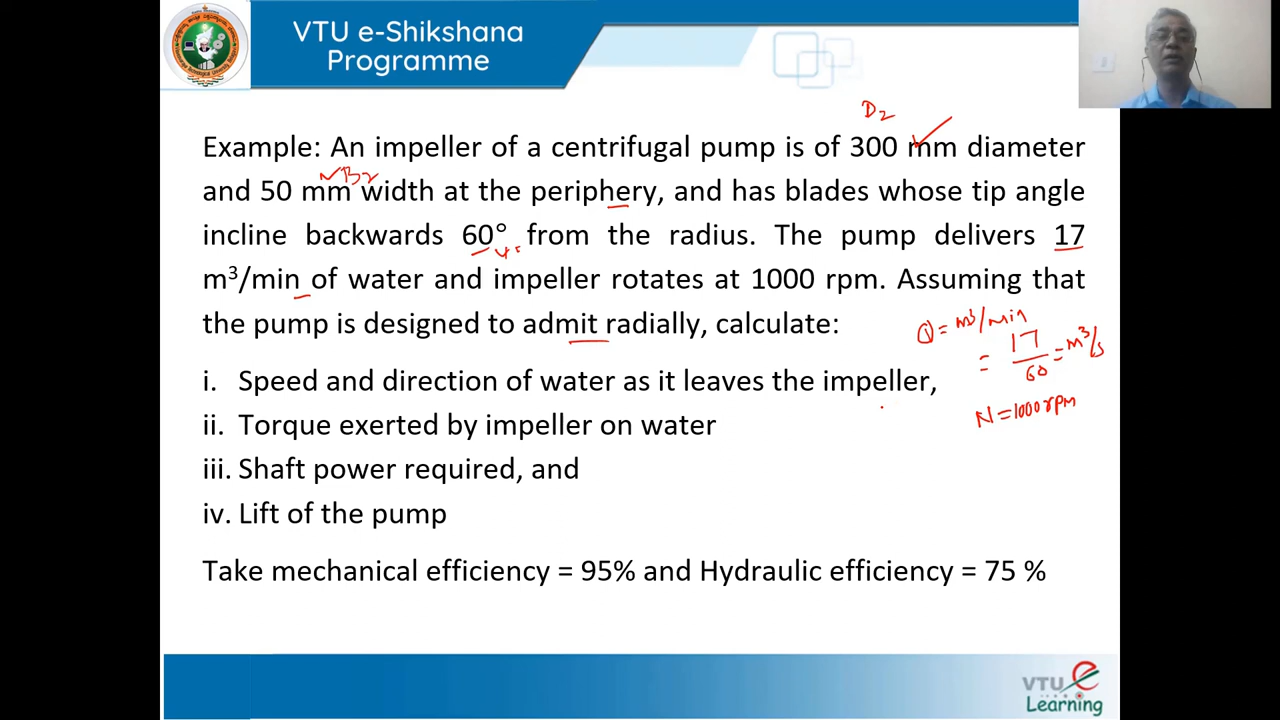 VTU e-Shikshana
Programme
D2
Example: An impeller of a centrifugal pump is of 300 mm diameter
B2
and 50 mm width at the periphery, and has blades whose tip angle
incline backwards 60° from the radius. The pump delivers 17
m³/min of water and impeller rotates at 1000 rpm. Assuming that
the pump is designed to admit radially, calculate:
Q = m³/min
= 17/60 = m³/s
N = 1000 rpm
i. Speed and direction of water as it leaves the impeller,
ii. Torque exerted by impeller on water
iii. Shaft power required, and
iv. Lift of the pump
Take mechanical efficiency = 95% and Hydraulic efficiency = 75 %
VTU e
Learning